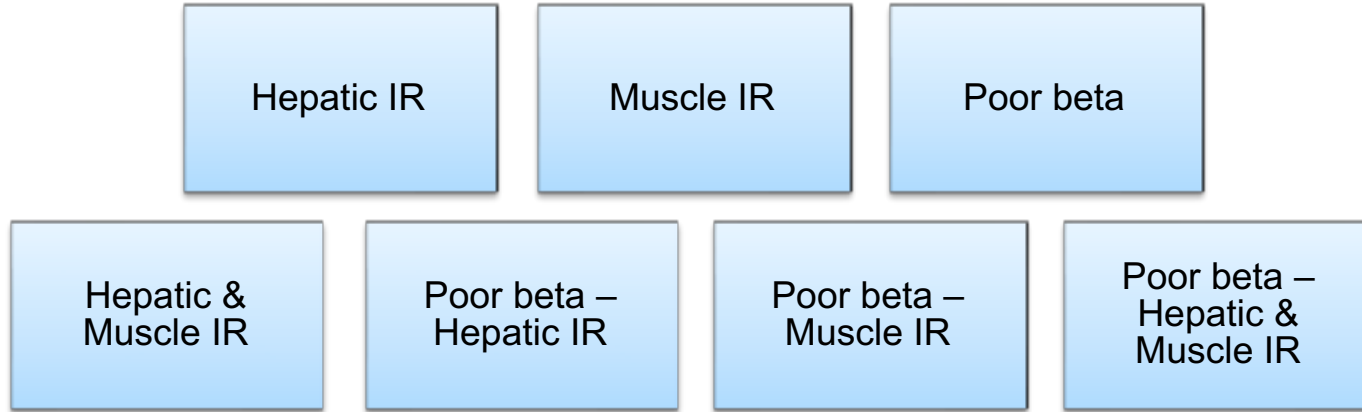 Hepatic IR
Muscle IR
Poor beta
Hepatic &
Muscle IR
Poor beta –
Hepatic IR
Poor beta –
Muscle IR
Poor beta –
Hepatic &
Muscle IR